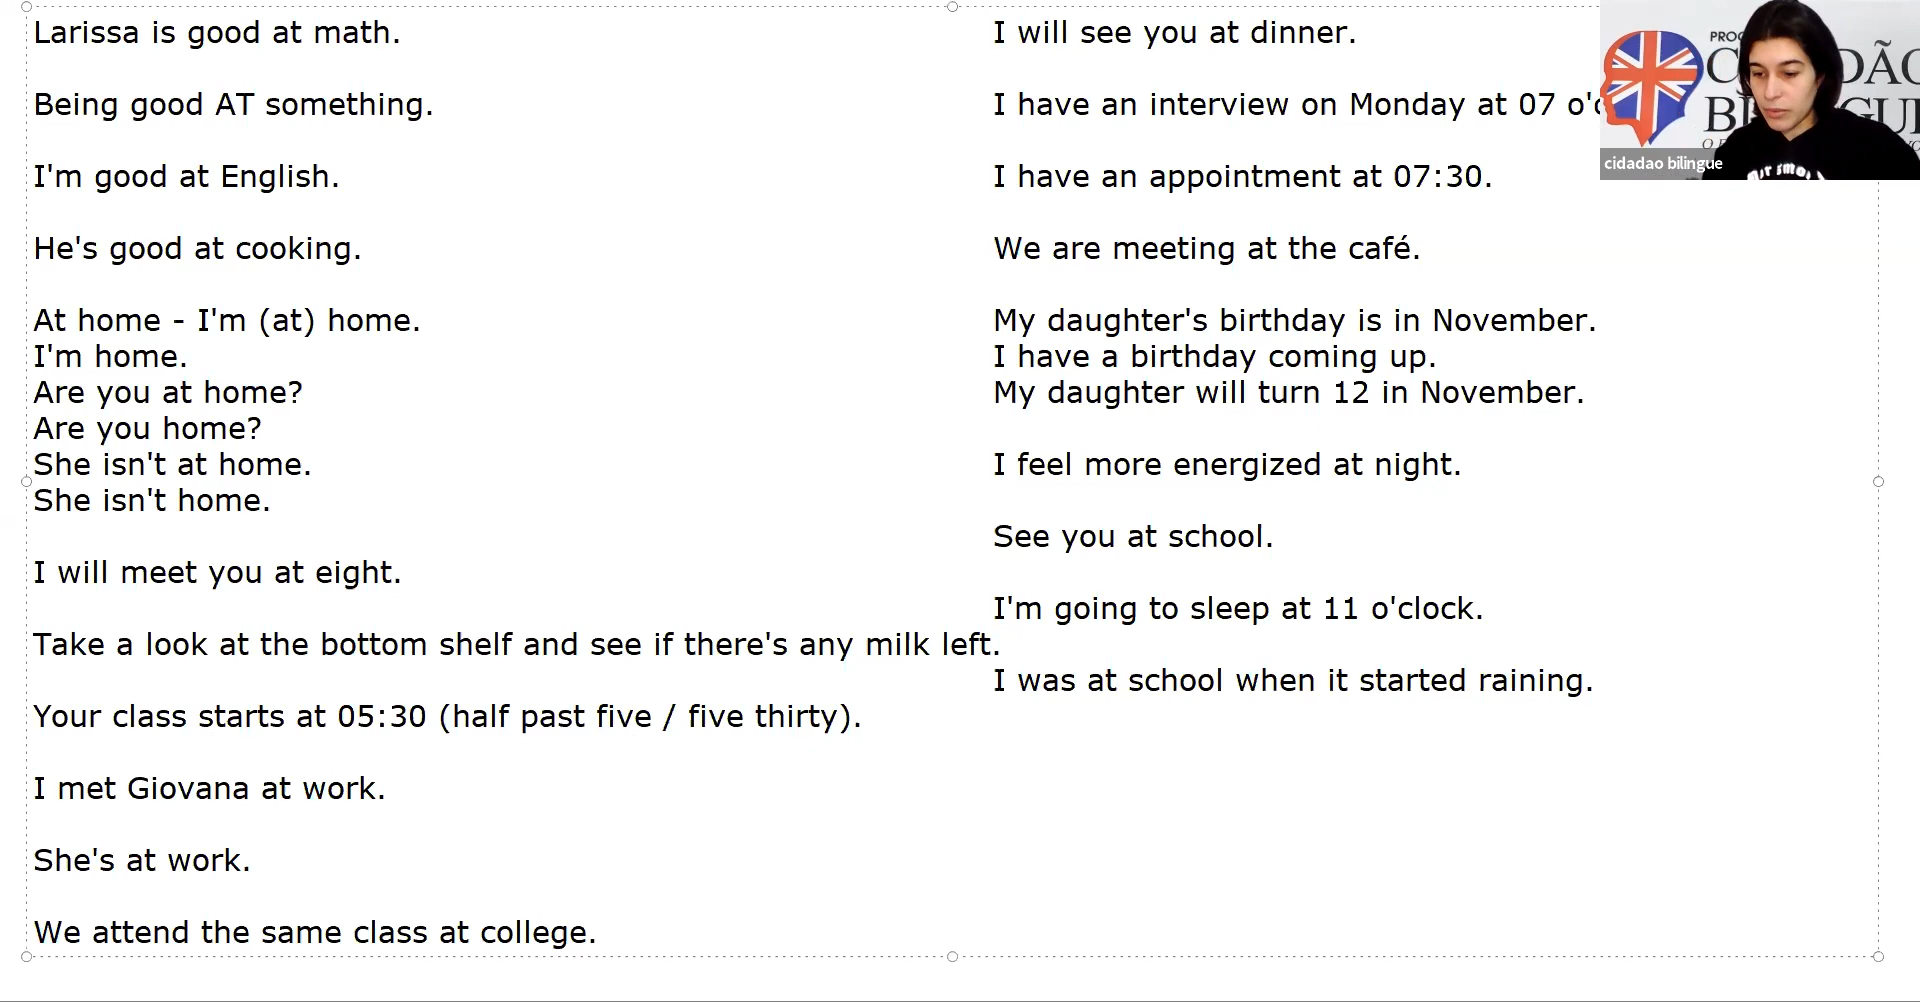 Larissa is good at math.
Being good AT something.
I'm good at English.
He's good at cooking.
At home - I'm (at) home.
I'm home.
Are you at home?
Are you home?
She isn't at home.
She isn't home.
I will meet you at eight.
Take a look at the bottom shelf and see if there's any milk left.
Your class starts at 05:30 (half past five / five thirty).
I met Giovana at work.
She's at work.
We attend the same class at college.
I will see you at dinner.
I have an interview on Monday at 07
I have an appointment at 07:30.
We are meeting at the café.
My daughter's birthday is in November.
I have a birthday coming up.
My daughter will turn 12 in November.
I feel more energized at night.
See you at school.
I'm going to sleep at 11 o'clock.
I was at school when it started raining.
cidadao bilingue